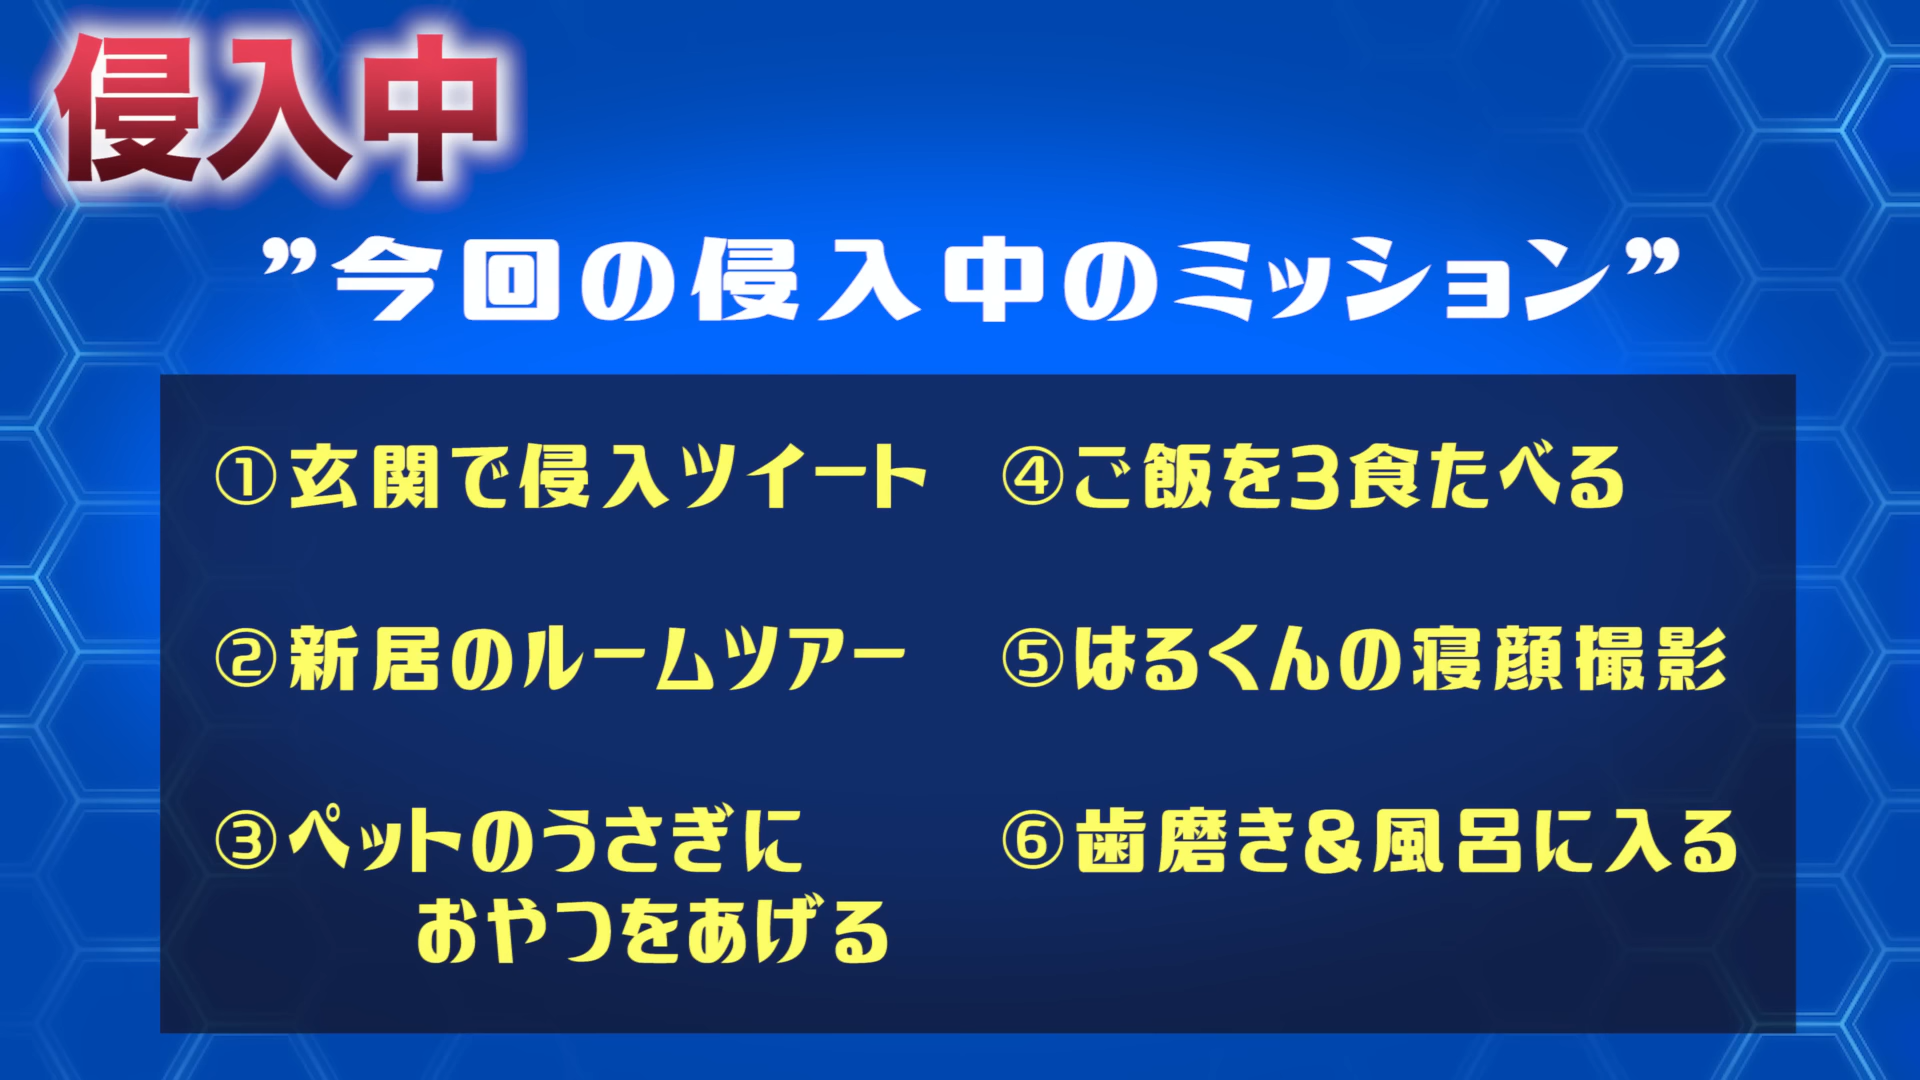 侵入中
”今回の侵入中のミッション”
①玄関で侵入ツイート
②新居のルームツアー
③ペットのうさぎに
おやつをあげる
④ご飯を3食たべる
⑤はるくんの寝顔撮影
⑥歯磨き&風呂に入る